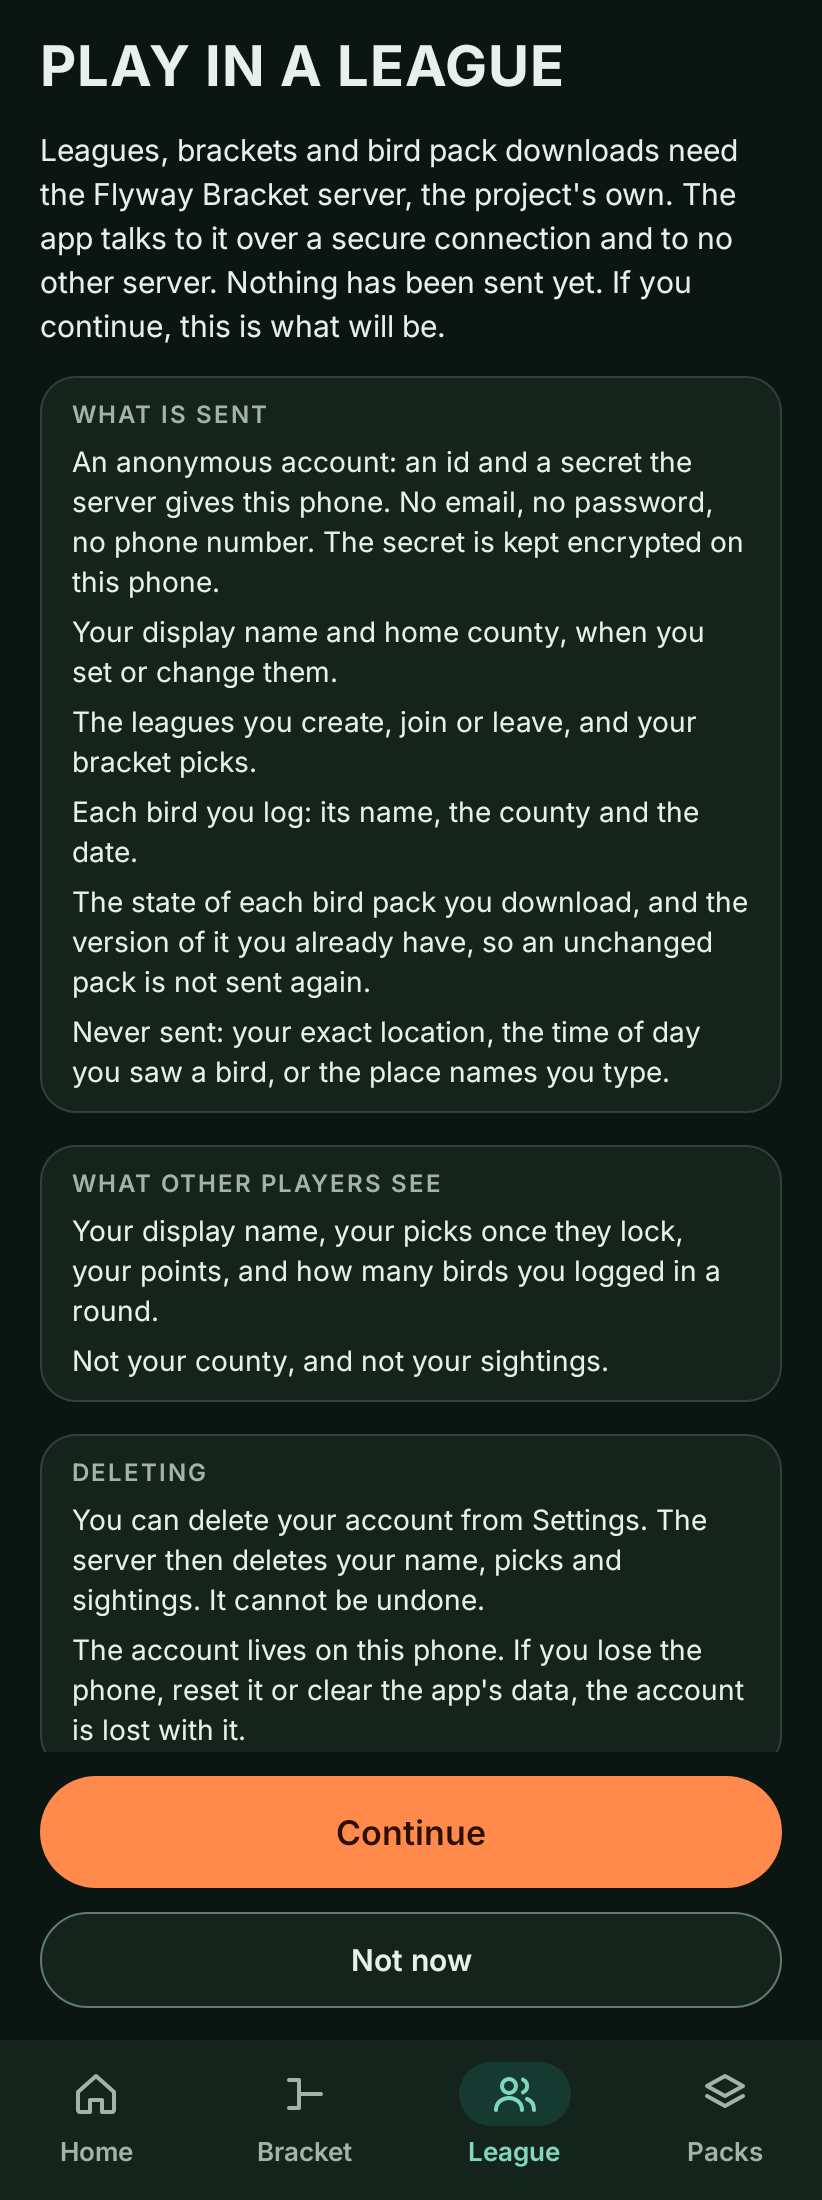 PLAY IN A LEAGUE
Leagues, brackets and bird pack downloads need
the Flyway Bracket server, the project's own. The
app talks to it over a secure connection and to no
other server. Nothing has been sent yet. If you
continue, this is what will be.
WHAT IS SENT
An anonymous account: an id and a secret the
server gives this phone. No email, no password,
no phone number. The secret is kept encrypted on
this phone.
Your display name and home county, when you
set or change them.
The leagues you create, join or leave, and your
bracket picks.
Each bird you log: its name, the county and the
date.
The state of each bird pack you download, and the
version of it you already have, so an unchanged
pack is not sent again.
Never sent: your exact location, the time of day
you saw a bird, or the place names you type.
WHAT OTHER PLAYERS SEE
Your display name, your picks once they lock,
your points, and how many birds you logged in a
round.
Not your county, and not your sightings.
DELETING
You can delete your account from Settings. The
server then deletes your name, picks and
sightings. It cannot be undone.
The account lives on this phone. If you lose the
phone, reset it or clear the app's data, the account
is lost with it.
Continue
Not now
Home
Bracket
League
Packs